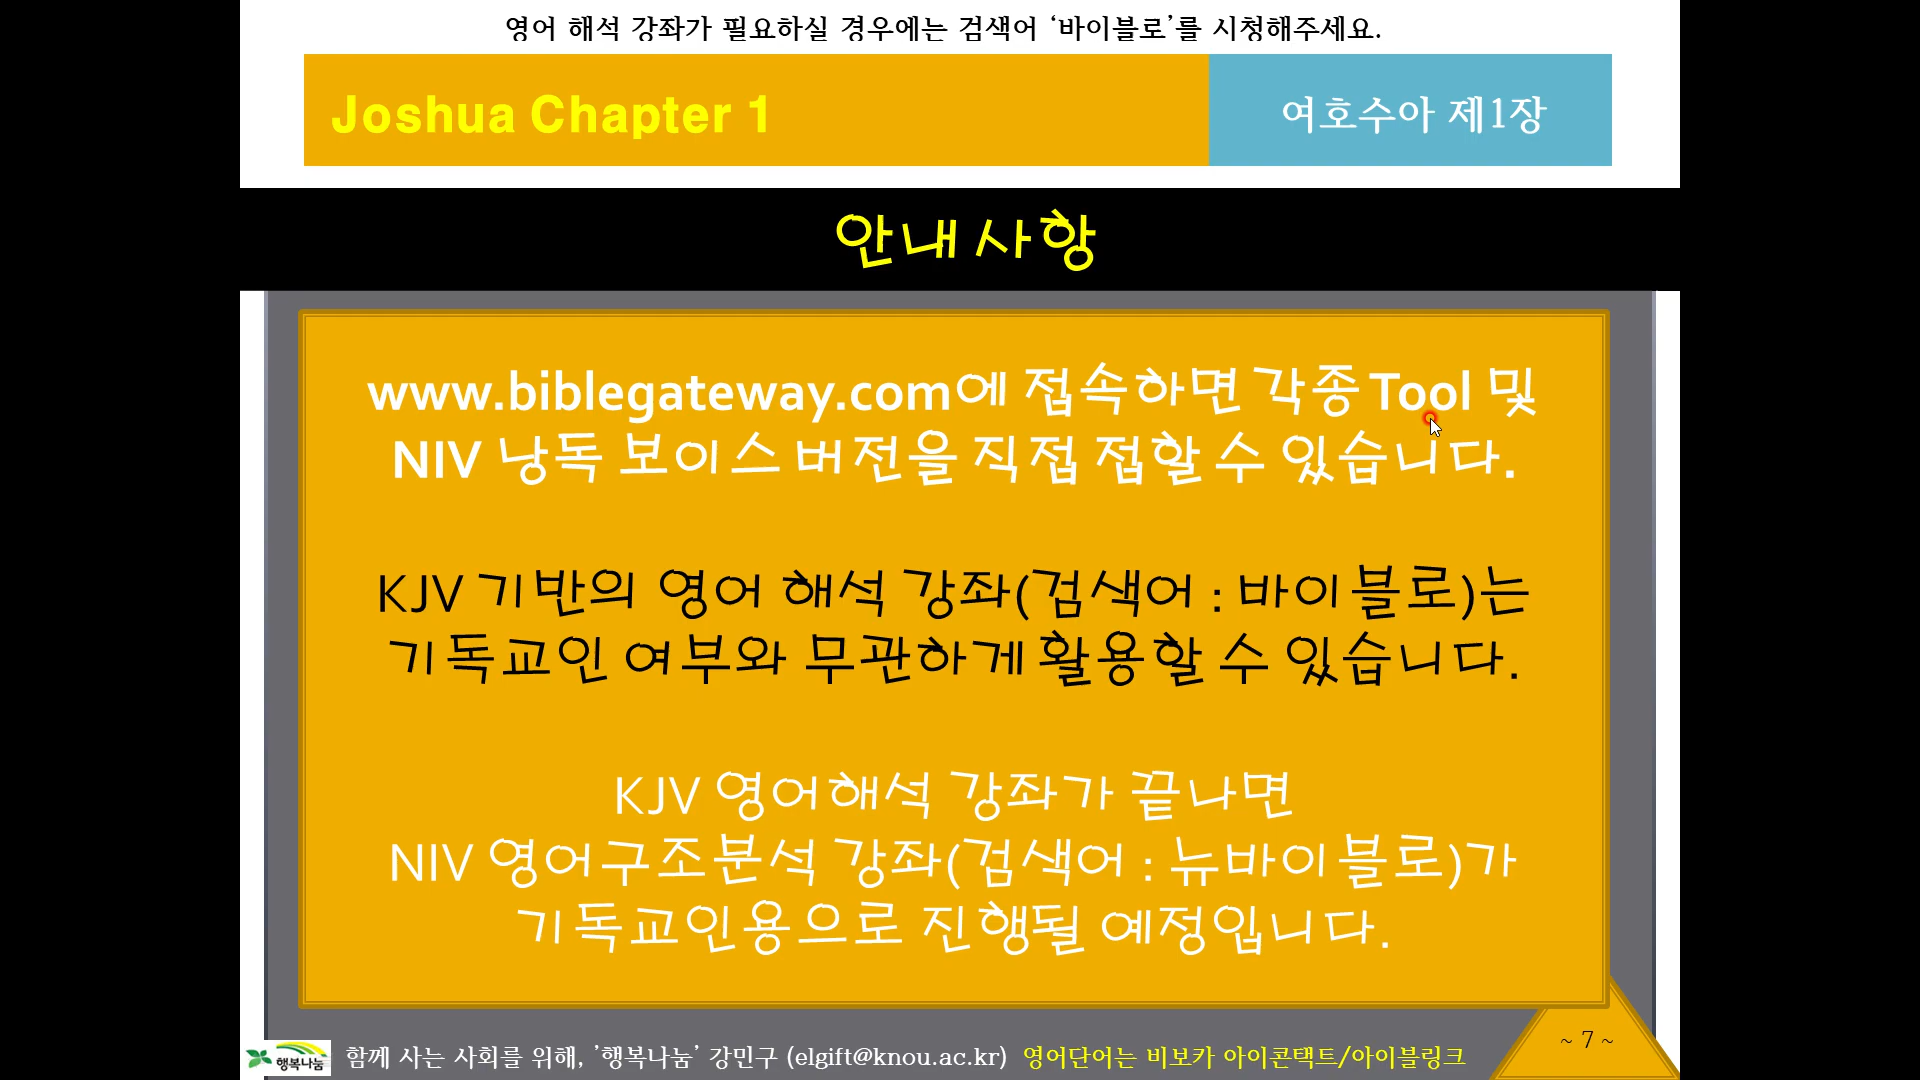 영어 해석 강좌가 필요하실 경우에는 검색어 ‘바이블로’를 시청해주세요.
Joshua Chapter 1
여호수아 제1장
안내사항
www.biblegateway.com에 접속하면 각종 Tool 및
NIV 낭독 보이스 버전을 직접 접할 수 있습니다.
KJV 기반의 영어 해석 강좌(검색어 : 바이블로)는
기독교인 여부와 무관하게 활용할 수 있습니다.
KJV 영어해석 강좌가 끝나면
NIV 영어구조분석 강좌(검색어 : 뉴바이블로)가
기독교인용으로 진행될 예정입니다.
행복나눔 함께 사는 사회를 위해, ’행복나눔’ 강민구 (elgift@knou.ac.kr) 영어단어는 비보카 아이콘택트/아이블링크
~ 7 ~